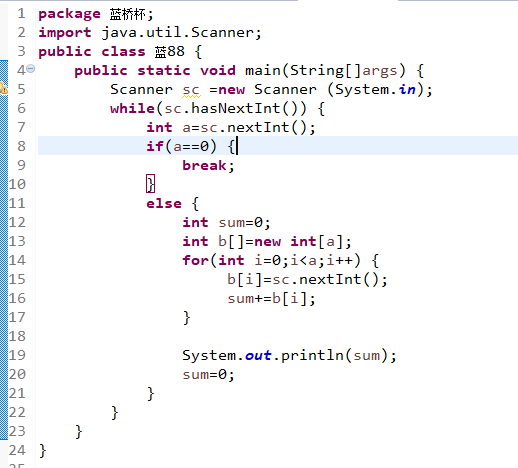 1 package 蓝桥杯;
2 import java.util.Scanner;
3 public class 蓝88 {
4 public static void main(String[]args) {
5 Scanner sc =new Scanner (System.in);
6 while(sc.hasNextInt()) {
7 int a=sc.nextInt();
8 if(a==0) {
9 break;
10 }
11 else {
12 int sum=0;
13 int b[]=new int[a];
14 for(int i=0;i<a;i++) {
15 b[i]=sc.nextInt();
16 sum+=b[i];
17 }
18
19 System.out.println(sum);
20 sum=0;
21 }
22 }
23 }
24 }